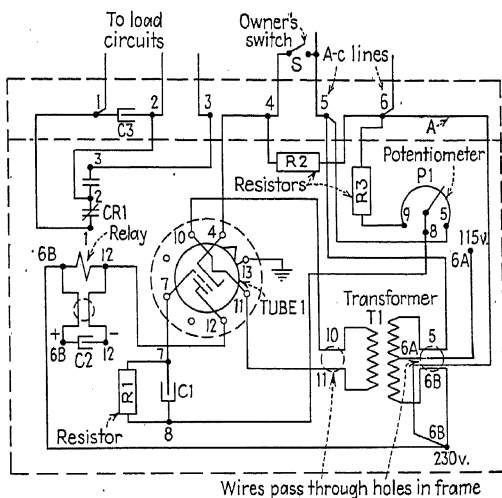 To load
circuits
Owner's
switch
S
A-c lines
1
2
3
4
5
6
C3
A
3
R2
Potentiometer
P1
Resistors
R3
2
CR1
1
Relay
10
4
9
5
8
115v.
6A
6B
12
13
7
11
12
TUBE 1
Transformer
T1
10
5
6A
11
6B
+
-
6B
C2
12
7
R1
C1
8
Resistor
6B
230v.
Wires pass through holes in frame